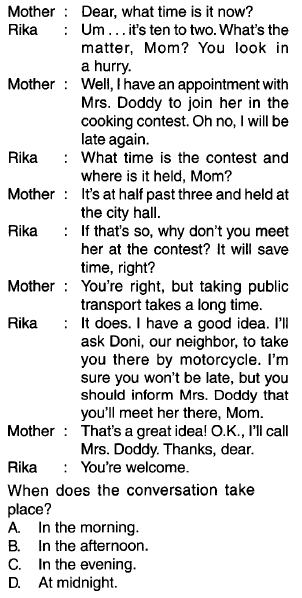 Mother : Dear, what time is it now?
Rika : Um . . . it's ten to two. What's the
matter, Mom? You look in
a hurry.
Mother : Well, I have an appointment with
Mrs. Doddy to join her in the
cooking contest. Oh no, I will be
late again.
Rika : What time is the contest and
where is it held, Mom?
Mother : It's at half past three and held at
the city hall.
Rika : If that's so, why don't you meet
her at the contest? It will save
time, right?
Mother : You're right, but taking public
transport takes a long time.
Rika : It does. I have a good idea. I'll
ask Doni, our neighbor, to take
you there by motorcycle. I'm
sure you won't be late, but you
should inform Mrs. Doddy that
you'll meet her there, Mom.
Mother : That's a great idea! O.K., I'll call
Mrs. Doddy. Thanks, dear.
Rika : You're welcome.
When does the conversation take
place?
A. In the morning.
B. In the afternoon.
C. In the evening.
D. At midnight.